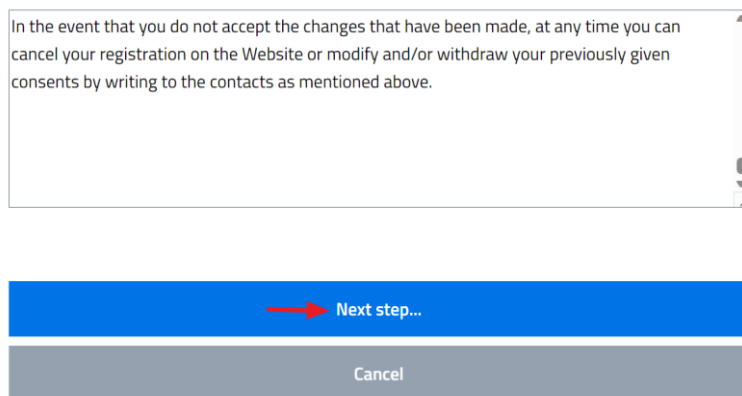 In the event that you do not accept the changes that have been made, at any time you can
cancel your registration on the Website or modify and/or withdraw your previously given
consents by writing to the contacts as mentioned above.
Next step...
Cancel